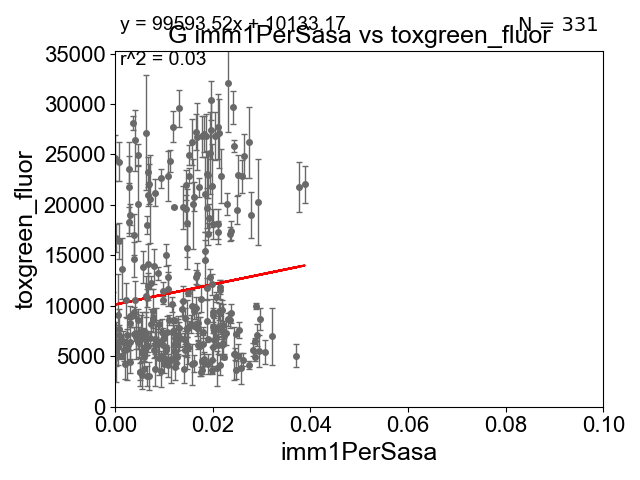 y = 99593.52x + 10133.17
N = 331
G imm1PerSasa vs toxgreen_fluor
r^2 = 0.03
toxgreen_fluor
35000
30000
25000
20000
15000
10000
5000
0
0.00 0.02 0.04 0.06 0.08 0.10
imm1PerSasa